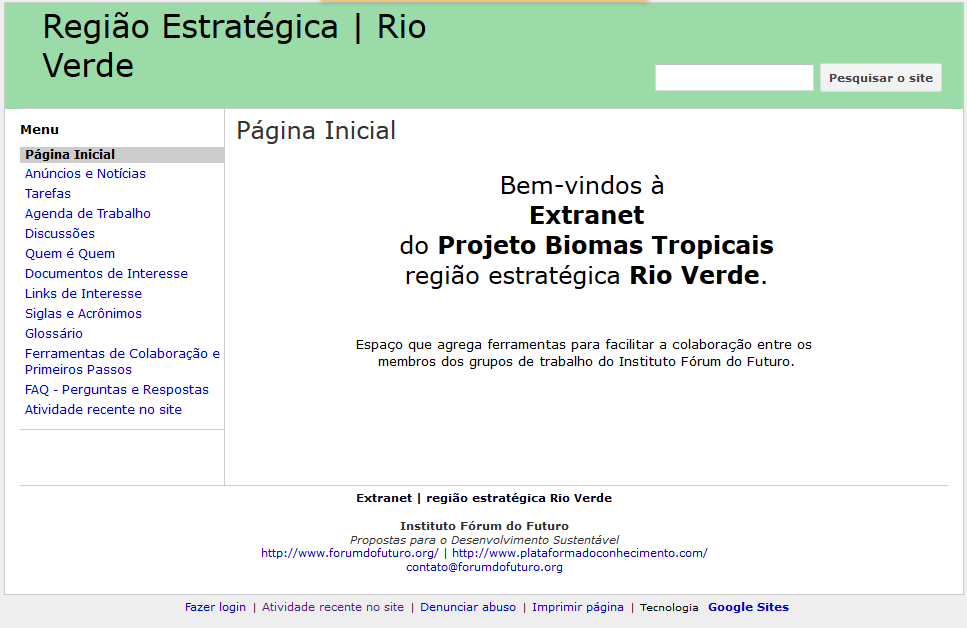 Região Estratégica | Rio
Verde
Pesquisar o site
Menu
Página Inicial
Anúncios e Notícias
Tarefas
Agenda de Trabalho
Discussões
Quem é Quem
Documentos de Interesse
Links de Interesse
Siglas e Acrônimos
Glossário
Ferramentas de Colaboração e
Primeiros Passos
FAQ - Perguntas e Respostas
Atividade recente no site
Página Inicial
Bem-vindos à
Extranet
do Projeto Biomas Tropicais
região estratégica Rio Verde.
Espaço que agrega ferramentas para facilitar a colaboração entre os
membros dos grupos de trabalho do Instituto Fórum do Futuro.
Extranet | região estratégica Rio Verde
Instituto Fórum do Futuro
Propostas para o Desenvolvimento Sustentável
http://www.forumdofuturo.org/ | http://www.plataformadoconhecimento.com/
contato@forumdofuturo.org
Fazer login | Atividade recente no site | Denunciar abuso | Imprimir página | Tecnologia Google Sites